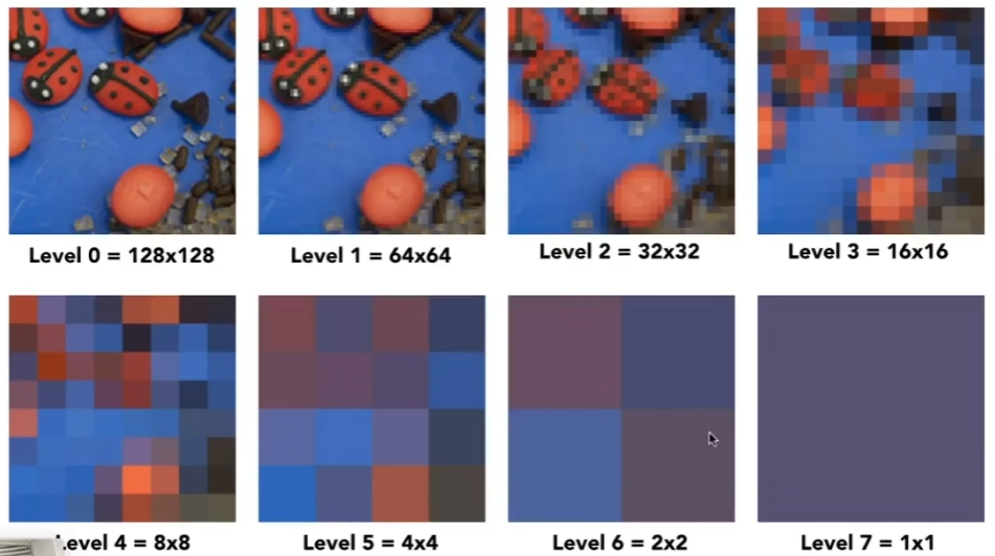 Level 0 = 128x128
Level 1 = 64x64
Level 2 = 32x32
Level 3 = 16x16
Level 4 = 8x8
Level 5 = 4x4
Level 6 = 2x2
Level 7 = 1x1